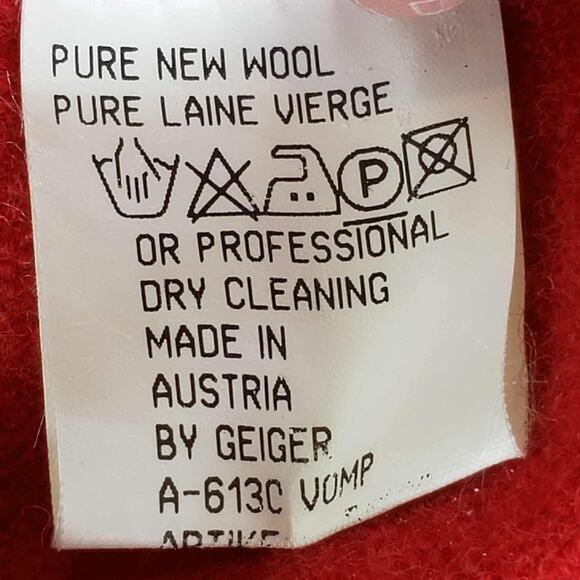 PURE NEW WOOL
PURE LAINE VIERGE
P
OR PROFESSIONAL
DRY CLEANING
MADE IN
AUSTRIA
BY GEIGER
A-6130 VOMP